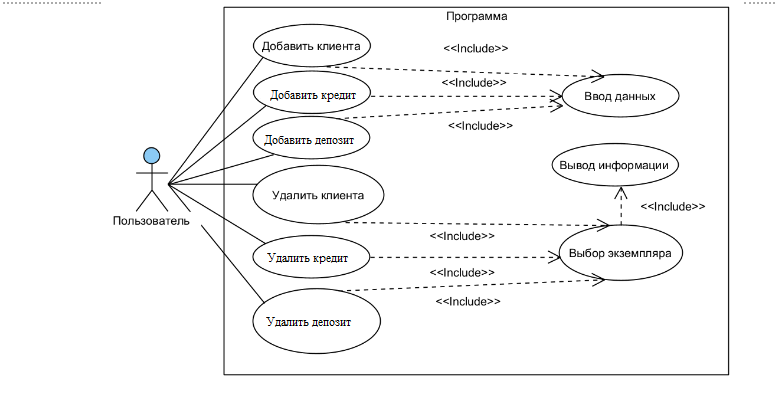 Программа
Добавить клиента
<<Include>>
Добавить кредит
<<Include>>
Ввод данных
Добавить депозит
<<Include>>
Вывод информации
Удалить клиента
<<Include>>
Пользователь
<<Include>>
Удалить кредит
Выбор экземпляра
<<Include>>
<<Include>>
Удалить депозит